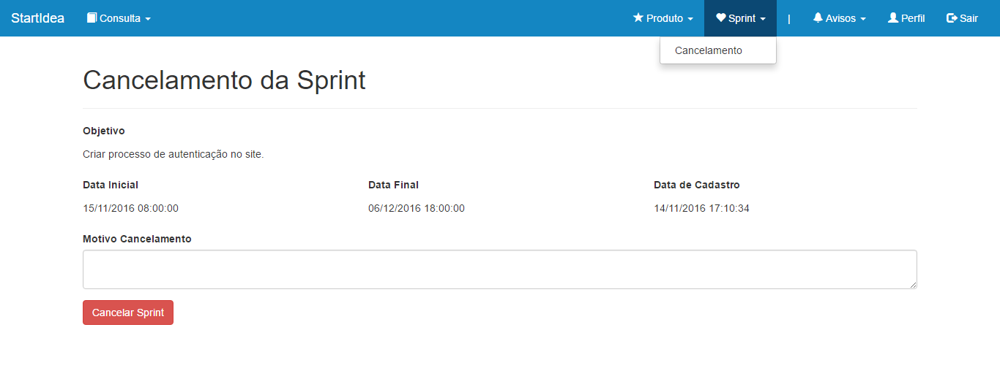 StartIdea Consulta Produto Sprint | Avisos Perfil Sair
Cancelamento
Cancelamento da Sprint
Objetivo
Criar processo de autenticação no site.
Data Inicial Data Final Data de Cadastro
15/11/2016 08:00:00 06/12/2016 18:00:00 14/11/2016 17:10:34
Motivo Cancelamento
Cancelar Sprint